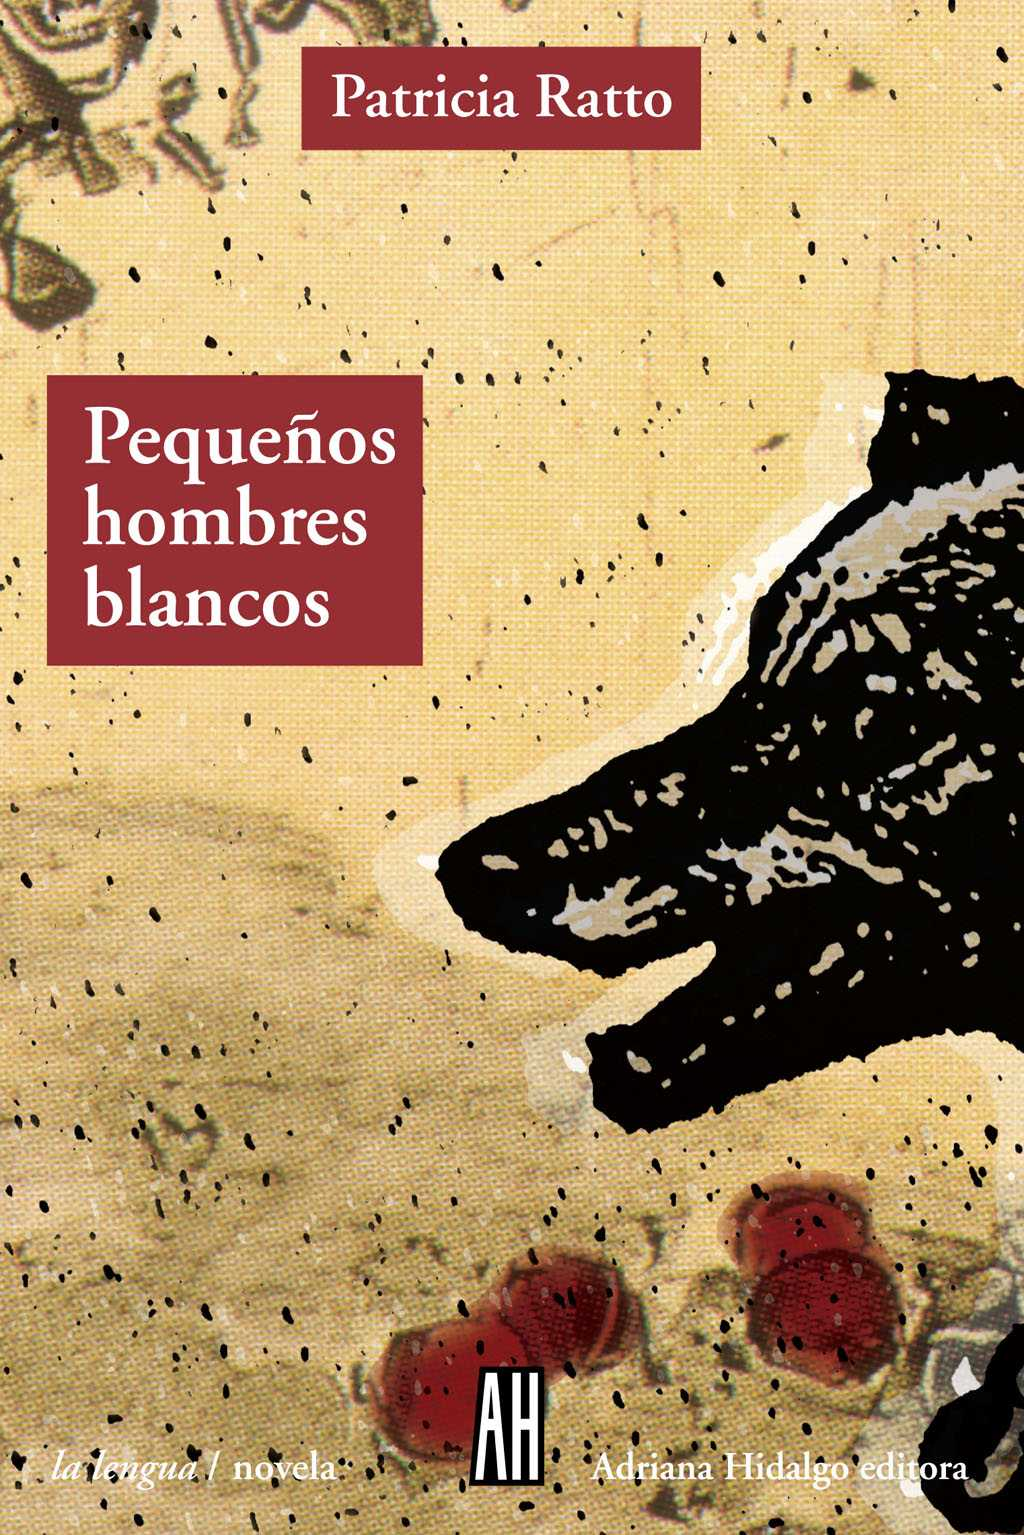 Patricia Ratto
Pequeños
hombres
blancos
AH
la lengua / novela
Adriana Hidalgo editora